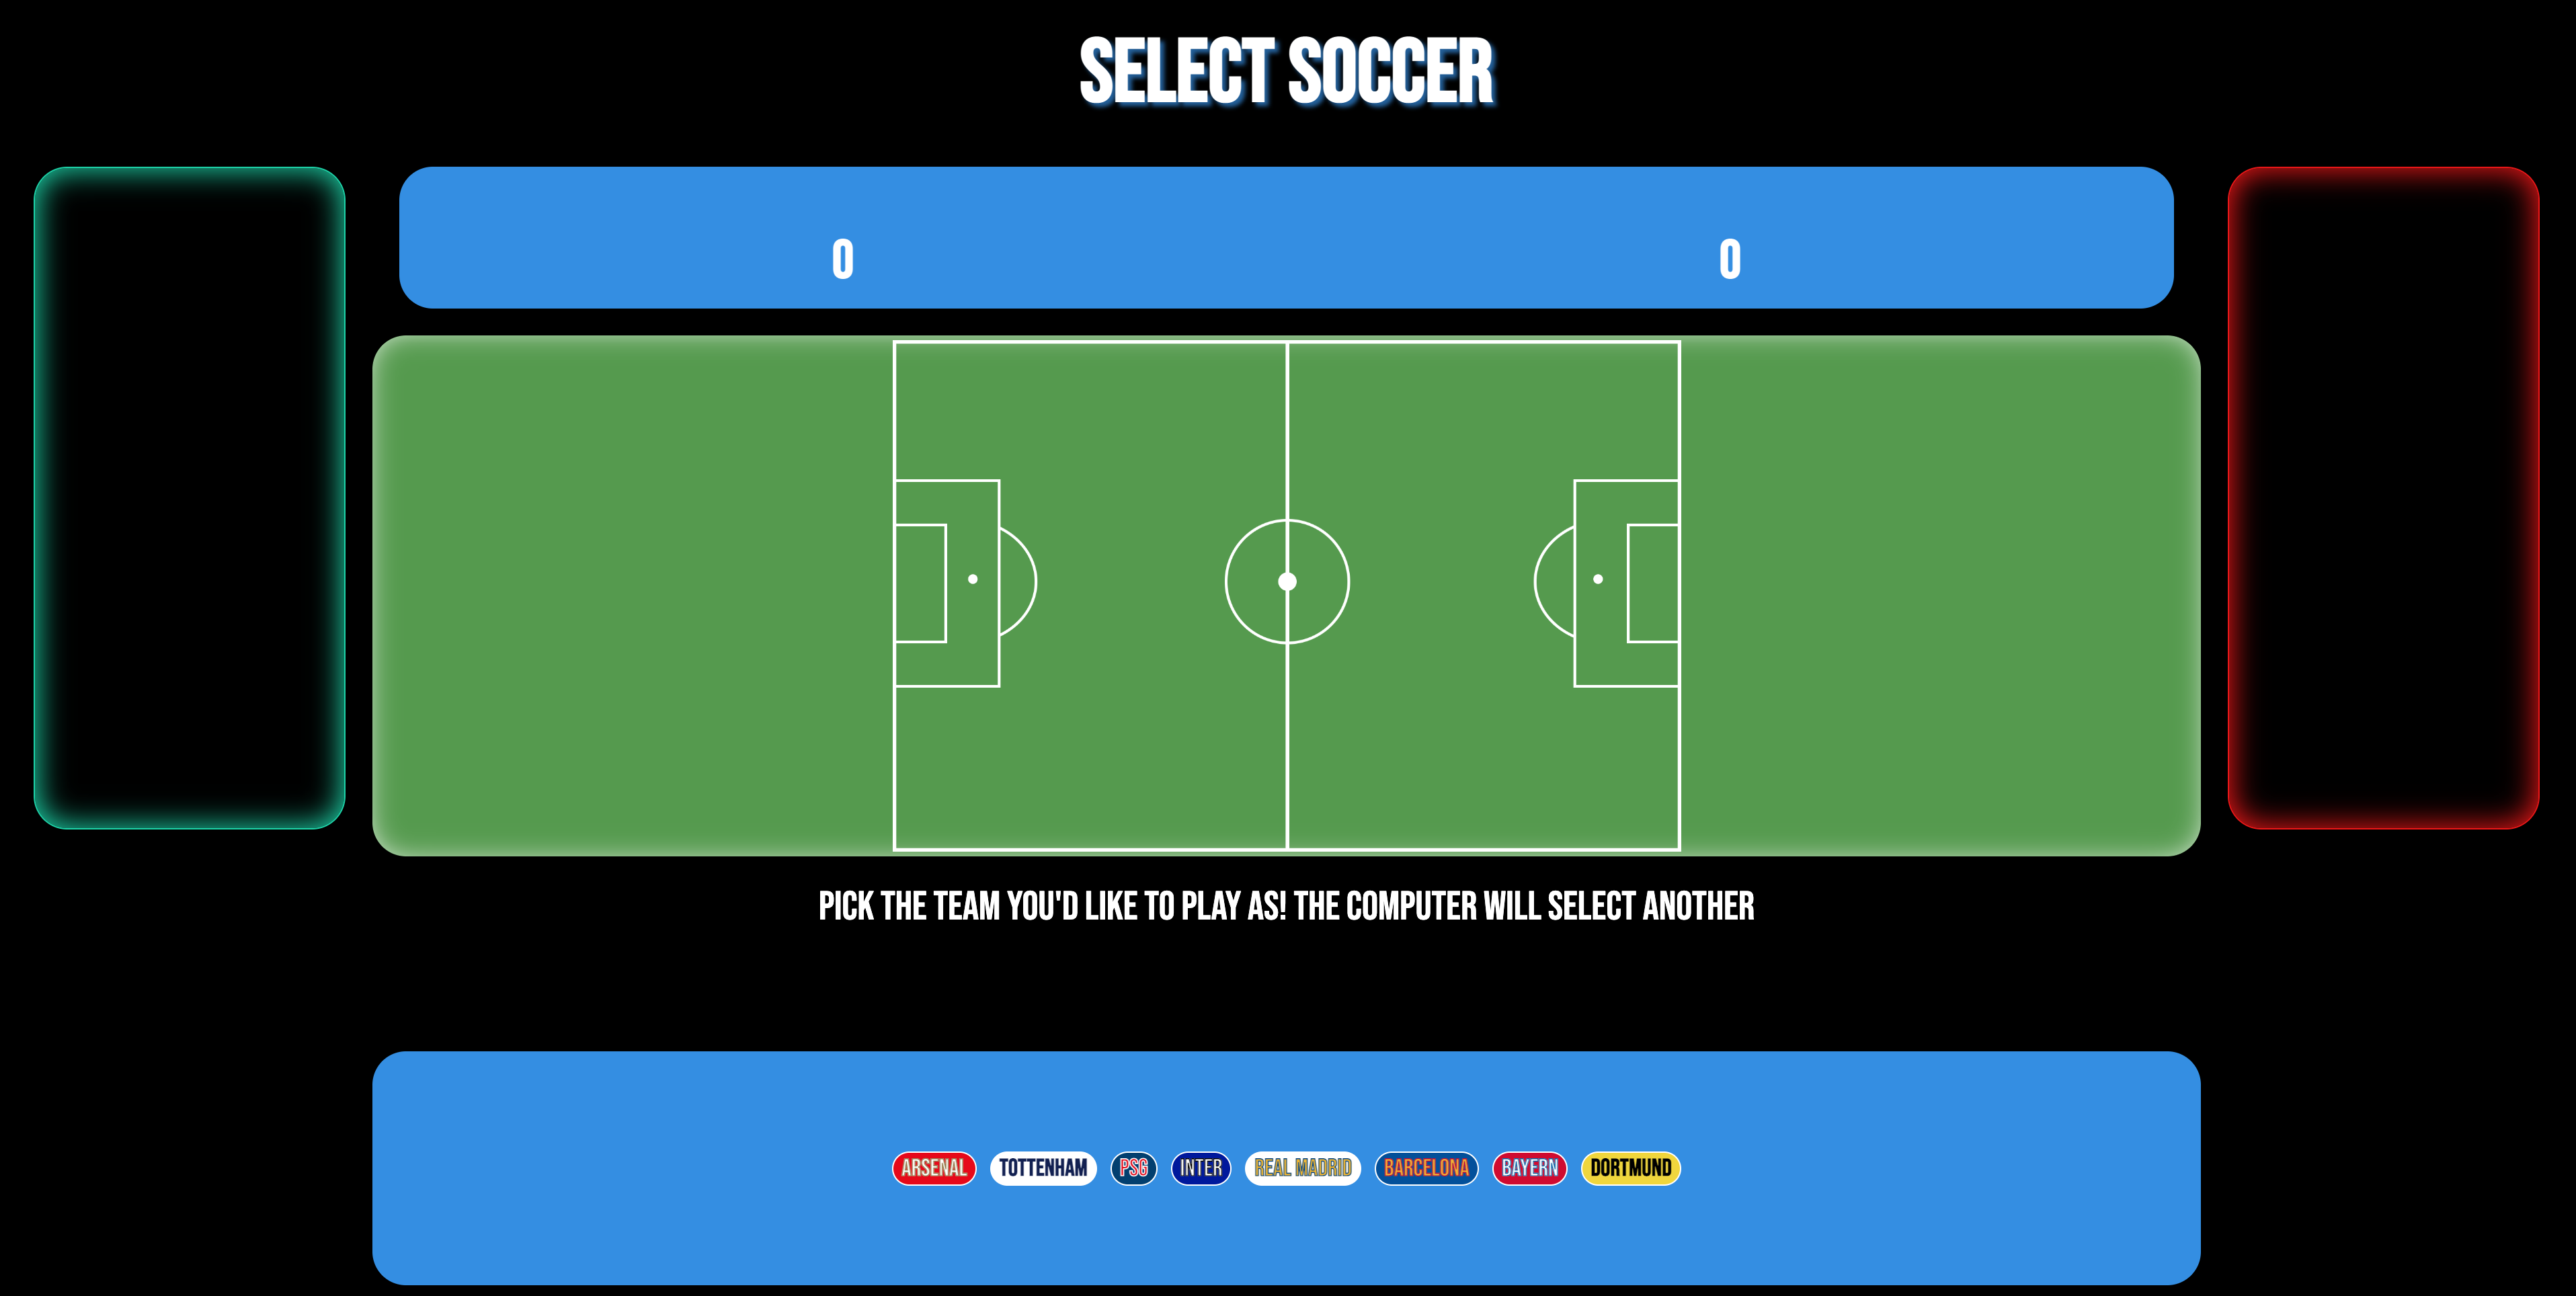 SELECT SOCCER
0 0
PICK THE TEAM YOU'D LIKE TO PLAY AS! THE COMPUTER WILL SELECT ANOTHER
ARSENAL TOTTENHAM PSG INTER REAL MADRID BARCELONA BAYERN DORTMUND